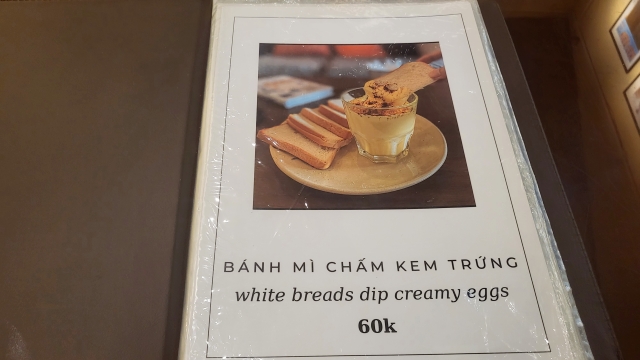 BÁNH MÌ CHẤM KEM TRỨNG
white breads dip creamy eggs
60k